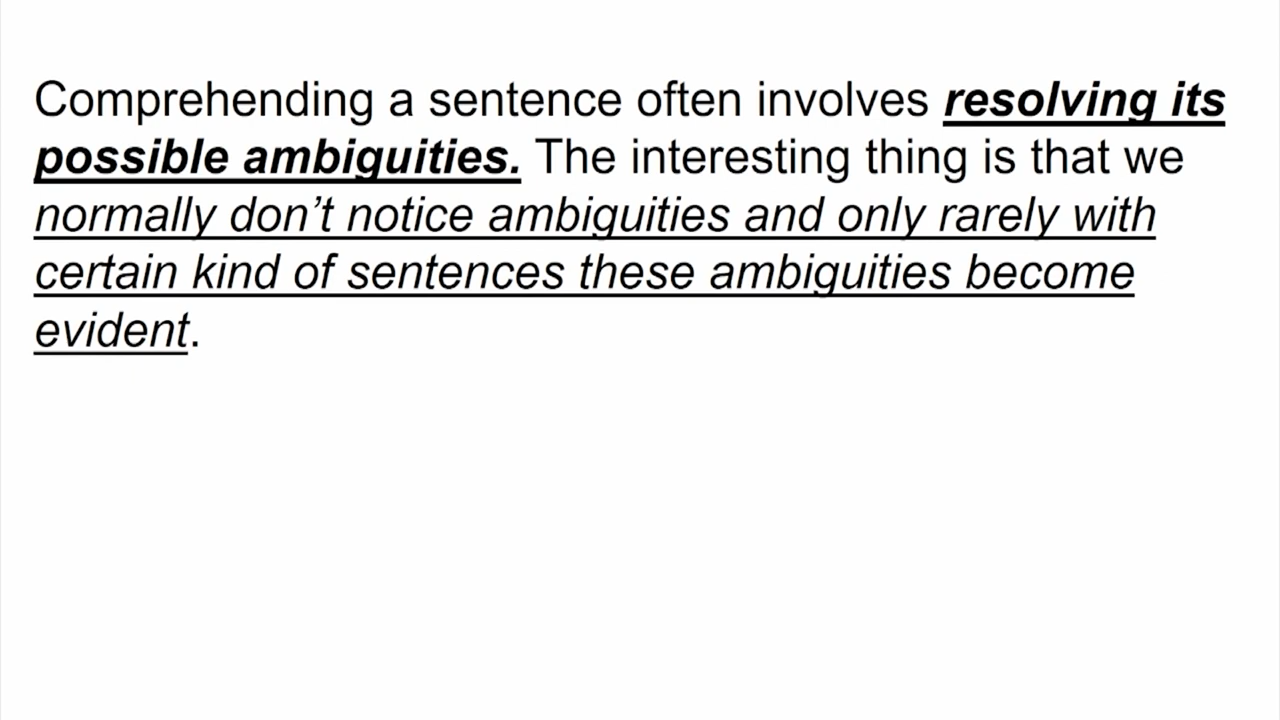 Comprehending a sentence often involves resolving its
possible ambiguities. The interesting thing is that we
normally don’t notice ambiguities and only rarely with
certain kind of sentences these ambiguities become
evident.